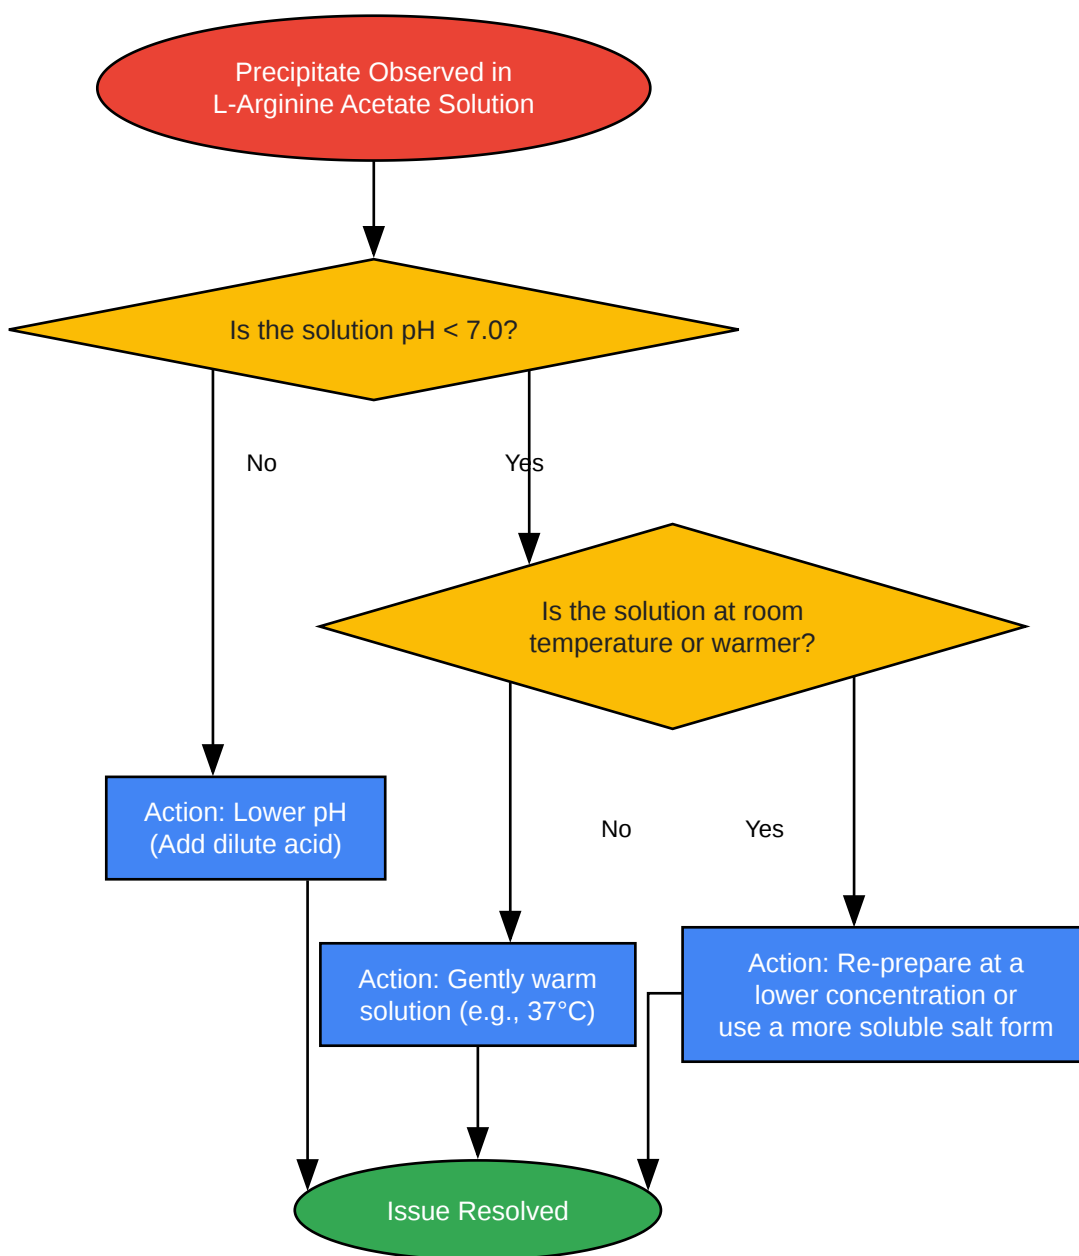 Precipitate Observed in
L-Arginine Acetate Solution
Is the solution pH < 7.0?
No
Yes
Is the solution at room
temperature or warmer?
Action: Lower pH
(Add dilute acid)
No
Yes
Action: Gently warm
solution (e.g., 37°C)
Action: Re-prepare at a
lower concentration or
use a more soluble salt form
Issue Resolved